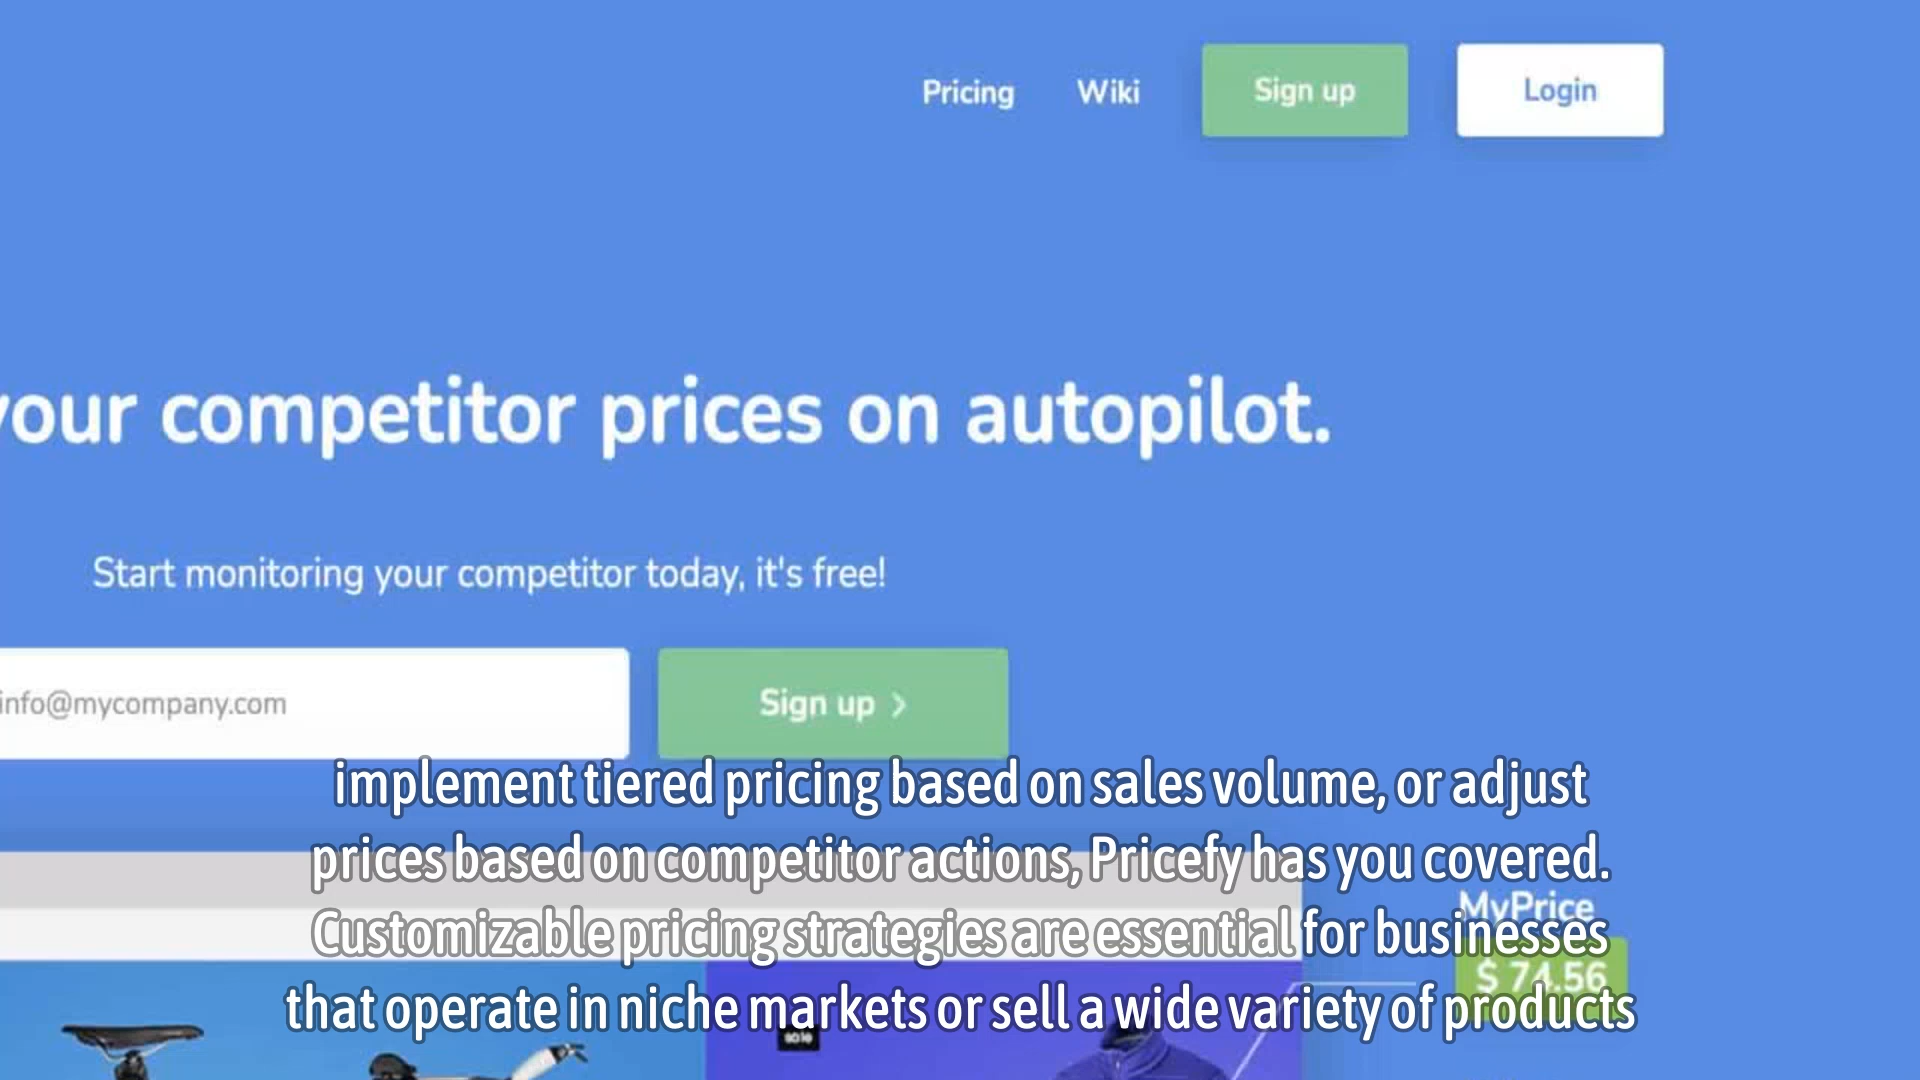 Pricing Wiki Sign up Login
your competitor prices on autopilot.
Start monitoring your competitor today, it's free!
info@mycompany.com Sign up
implement tiered pricing based on sales volume, or adjust
prices based on competitor actions, Pricefy has you covered.
MyPrice
Customizable pricing strategies are essential for businesses
$ 74.56
that operate in niche markets or sell a wide variety of products
sale